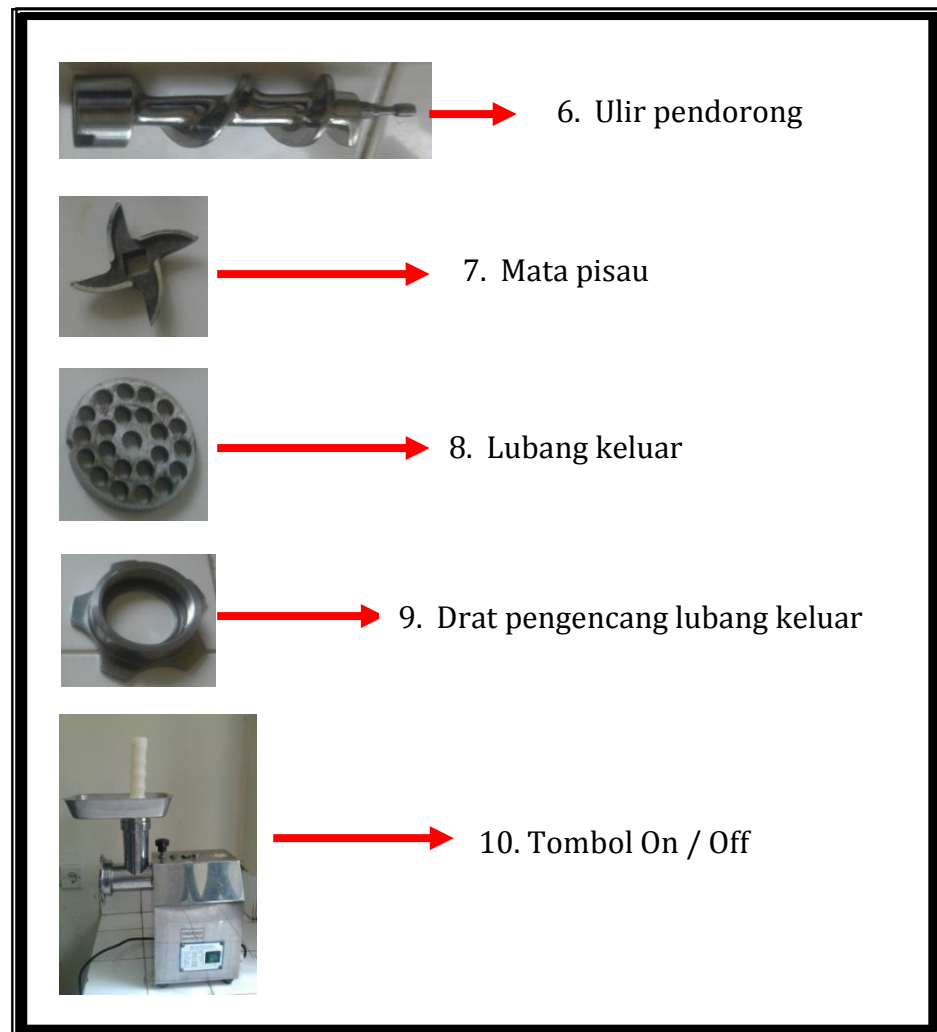 6. Ulir pendorong
7. Mata pisau
8. Lubang keluar
9. Drat pengencang lubang keluar
10. Tombol On / Off